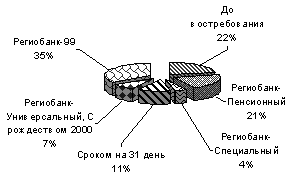 До
востребования
22%
Региобанк-99
35%
Региобанк-
Пенсионный
21%
Региобанк-
Универсальный, С
рождеством 2000
7%
Региобанк-
Специальный
4%
Сроком на 31 день
11%